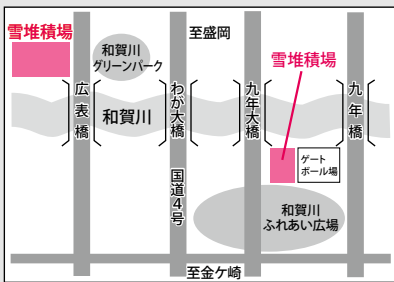 雪堆積場
和賀川
グリーンパーク
至盛岡
雪堆積場
広表橋
和賀川
わが大橋
九年大橋
九年橋
国道4号
ゲート
ボール場
和賀川
ふれあい広場
至金ケ崎